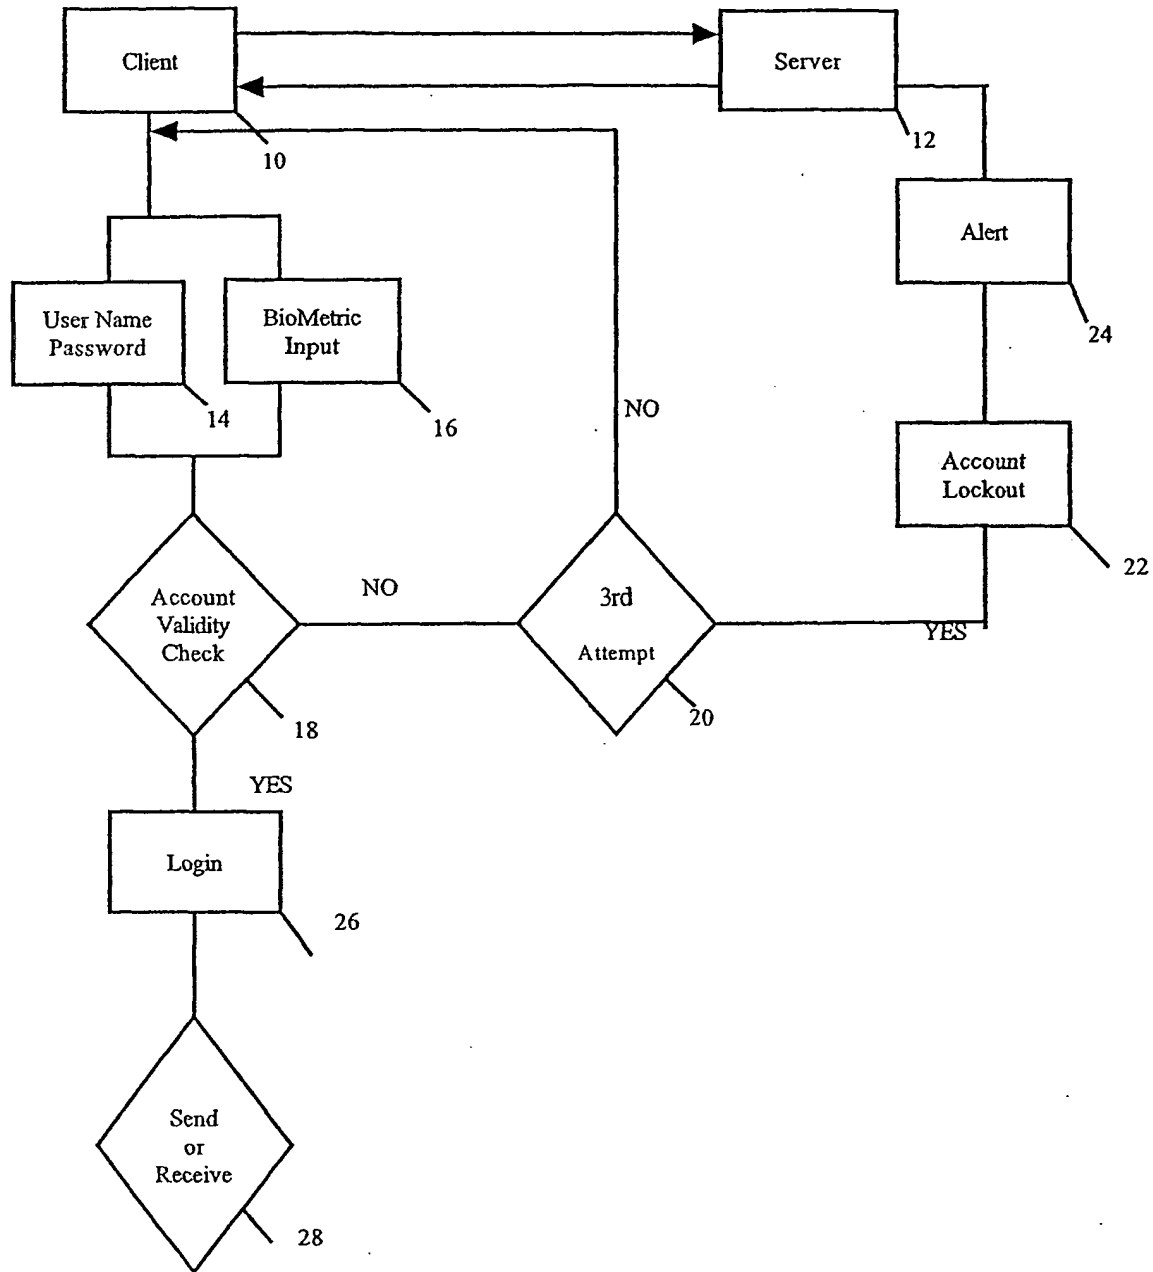 Client
Server
10
12
Alert
24
User Name
Password
14
BioMetric
Input
16
NO
Account
Lockout
22
Account
Validity
Check
18
NO
3rd
Attempt
20
YES
YES
Login
26
Send
or
Receive
28